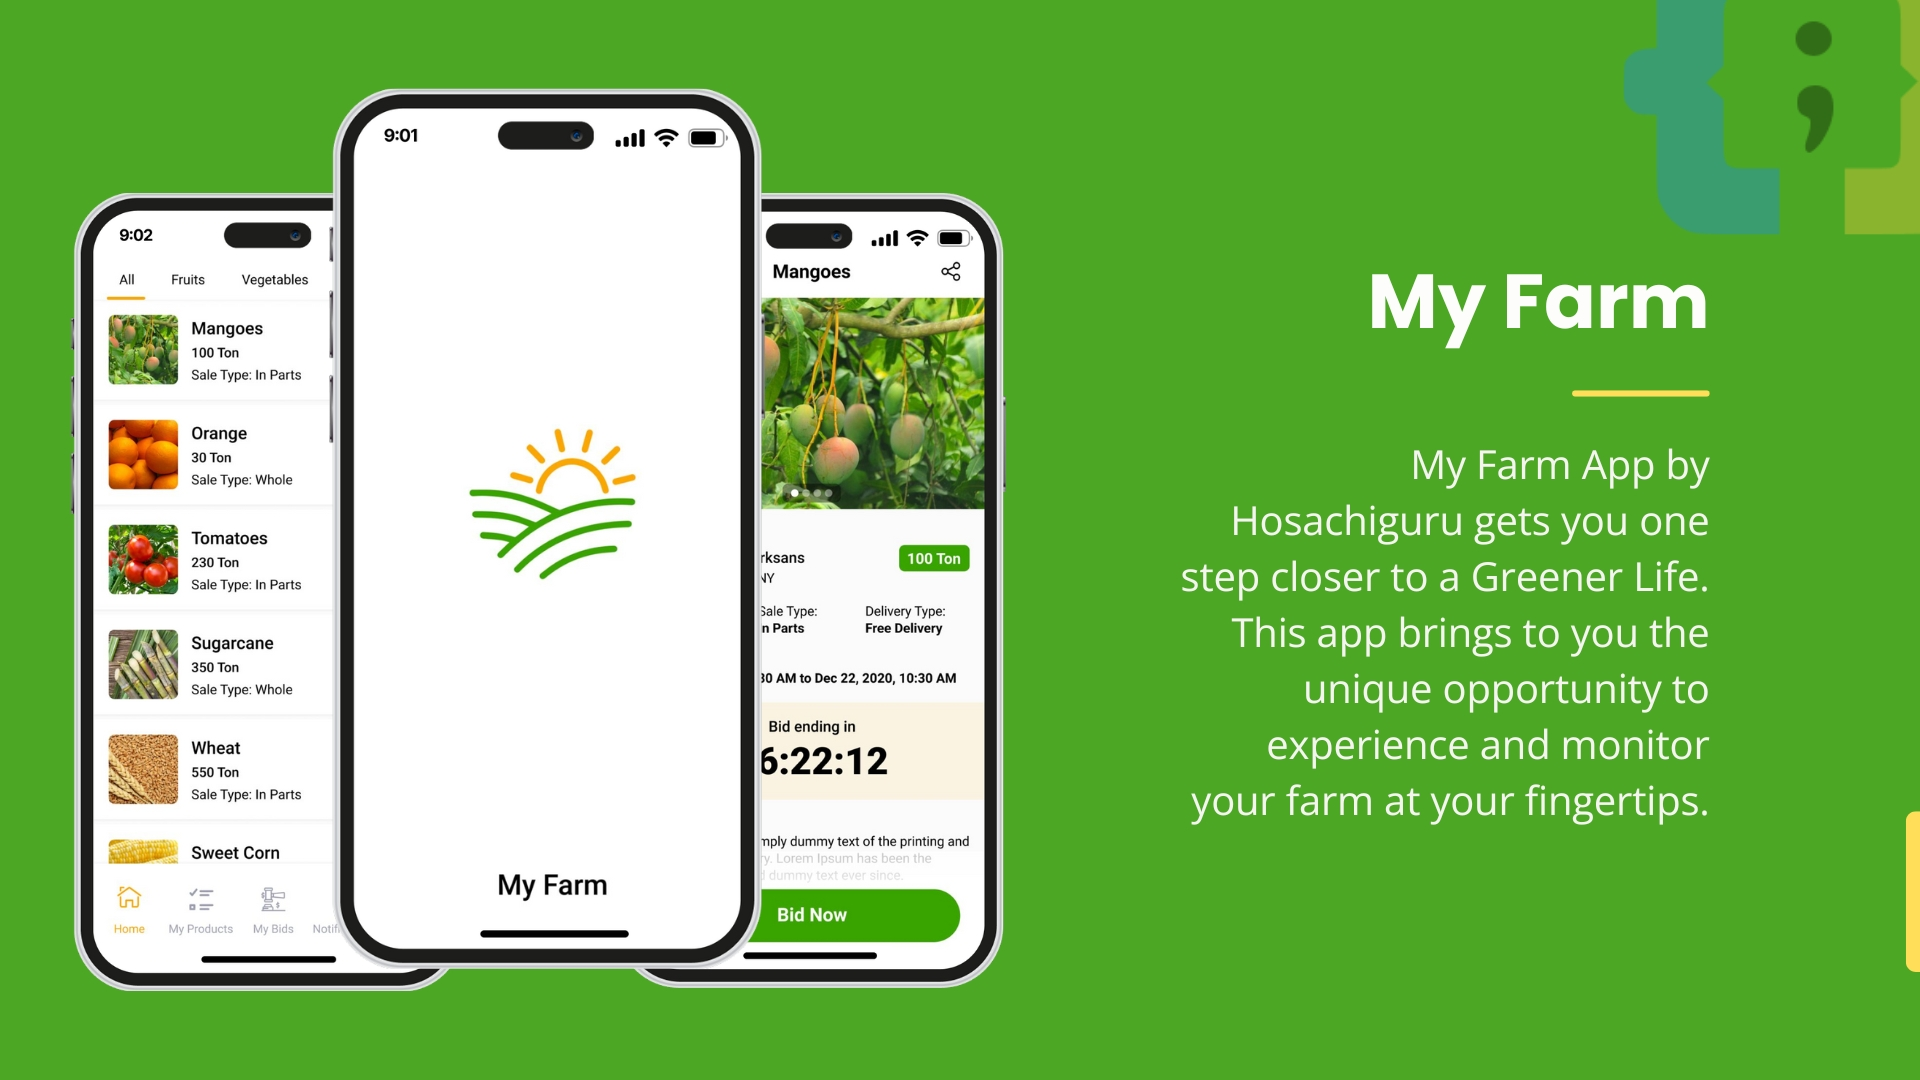 9:02
All Fruits Vegetables
Mangoes
100 Ton
Sale Type: In Parts
Orange
30 Ton
Sale Type: Whole
Tomatoes
230 Ton
Sale Type: In Parts
Sugarcane
350 Ton
Sale Type: Whole
Wheat
550 Ton
Sale Type: In Parts
Sweet Corn
Home My Products My Bids
9:01
My Farm
Mangoes
100 Ton
NY
Sale Type: Delivery Type:
Parts Free Delivery
AM to Dec 22, 2020, 10:30 AM
Bid ending in
6:22:12
dummy text of the printing and
Lorem Ipsum has been the
dummy text ever since.
Bid Now
My Farm
My Farm App by
Hosachiguru gets you one
step closer to a Greener Life.
This app brings to you the
unique opportunity to
experience and monitor
your farm at your fingertips.